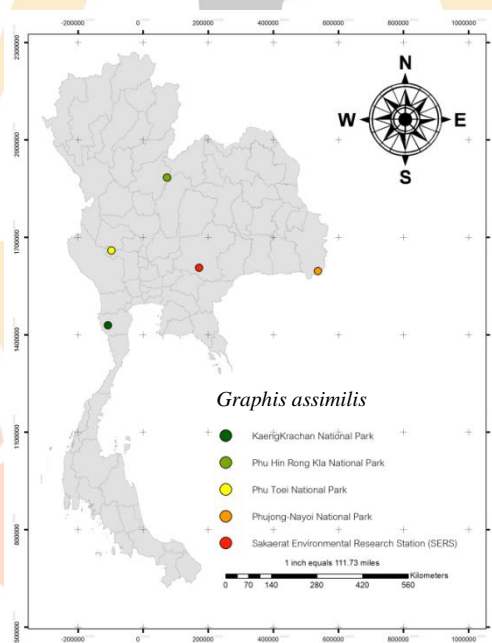 -200000 0 200000 400000 600000 800000 1000000
2300000
2000000
1700000
1400000
1100000
800000
500000
N
W E
S
Graphis assimilis
KaengKrachan National Park
Phu Hin Rong Kla National Park
Phu Toei National Park
Phujong-Nayoi National Park
Sakaerat Environmental Research Station (SERS)
1 inch equals 111.73 miles
Kilometers
0 70 140 280 420 560
-200000 0 200000 400000 600000 800000 1000000